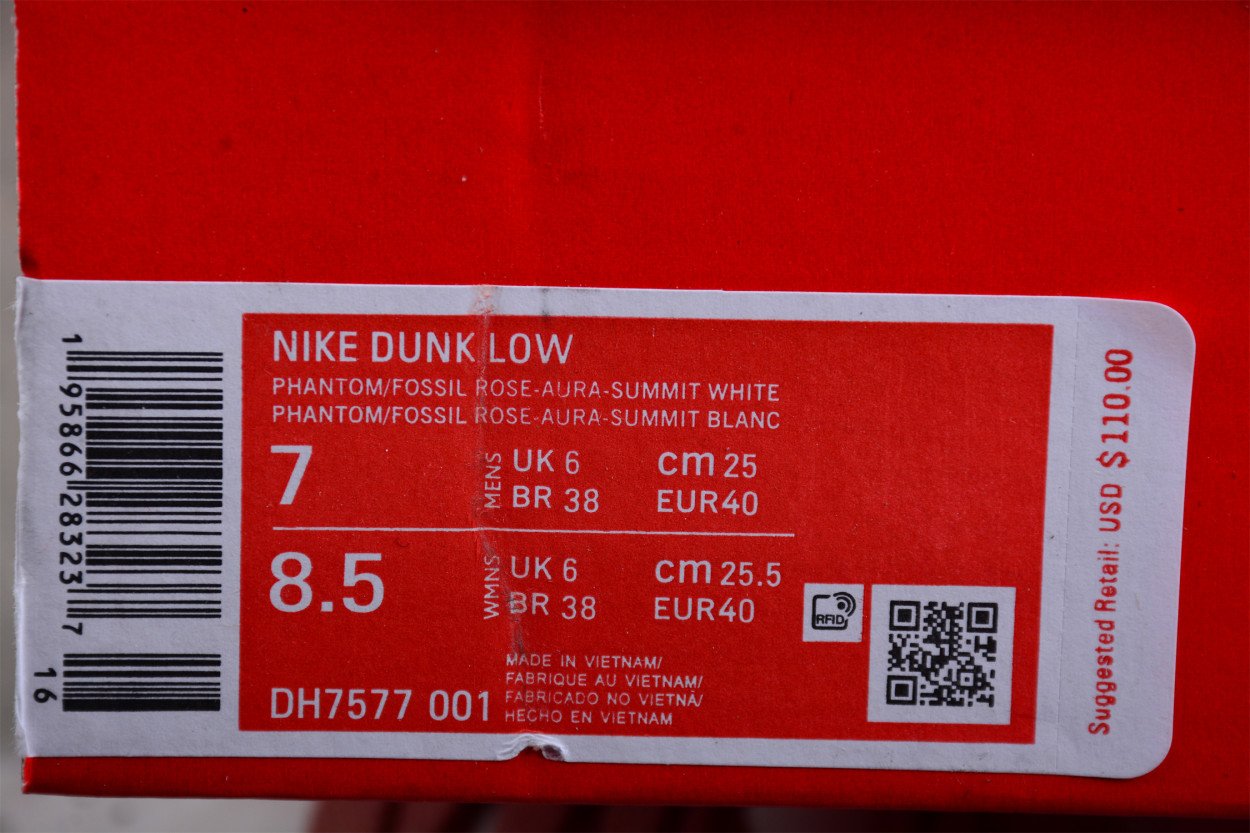 NIKE DUNK LOW
PHANTOM/FOSSIL ROSE-AURA-SUMMIT WHITE
PHANTOM/FOSSIL ROSE-AURA-SUMMIT BLANC
7
MENS
UK 6
cm 25
BR 38
EUR40
8.5
WMNS
UK 6
cm 25.5
BR 38
EUR40
RFID
MADE IN VIETNAM/
FABRIQUE AU VIETNAM/
FABRICADO NO VIETNÃ/
HECHO EN VIETNAM
DH7577 001
1 95866 28323 7
16
Suggested Retail: USD $110.00